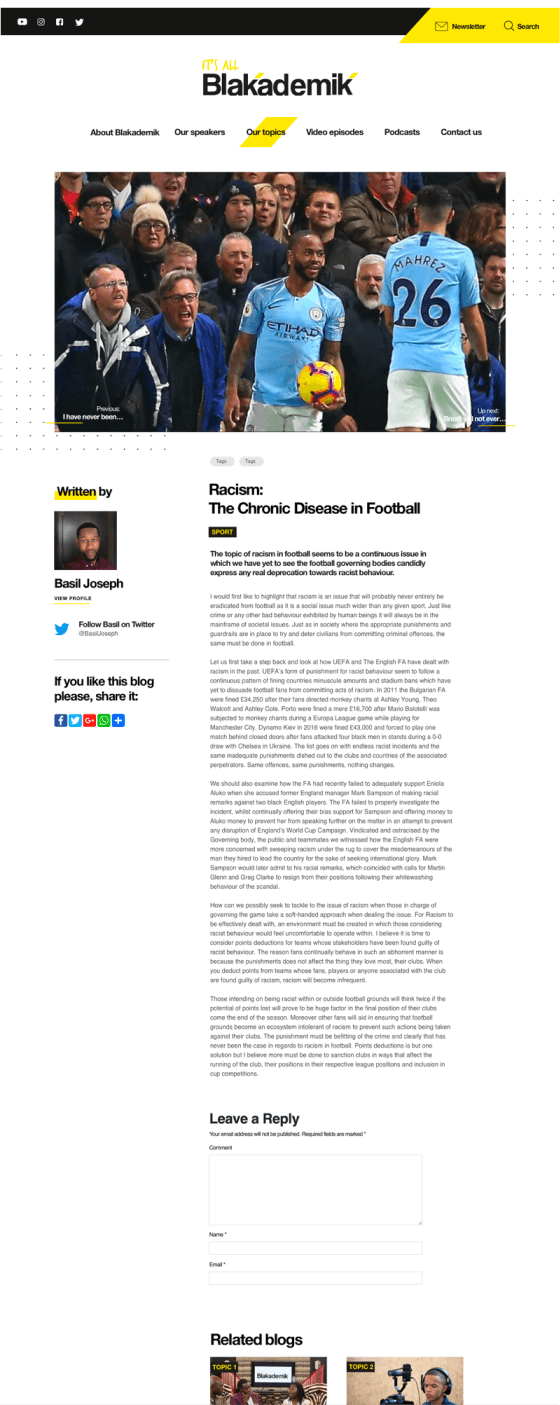 Newsletter
Search
IT'S ALL
Blakademik
About Blakademik
Our speakers
Our topics
Video episodes
Podcasts
Contact us
MAHREZ
26
ETIHAD
AIRWAYS
Previous:
I have never been…
Up next:
Brexit will not ever…
Tags
Tags
Written by
Basil Joseph
VIEW PROFILE
Follow Basil on Twitter
@BasilJoseph
If you like this blog
please, share it:
Racism:
The Chronic Disease in Football
SPORT
The topic of racism in football seems to be a continuous issue in
which we have yet to see the football governing bodies candidly
express any real deprecation towards racist behaviour.
I would first like to highlight that racism is an issue that will probably never entirely be
eradicated from football as it is a social issue much wider than any given sport. Just like
crime or any other bad behaviour exhibited by human beings it will always be in the
mainframe of societal issues. Just as in society where the appropriate punishments and
guardrails are in place to try and deter civilians from committing criminal offences, the
same must be done in football.
Let us first take a step back and look at how UEFA and The English FA have dealt with
racism in the past. UEFA's form of punishment for racist behaviour seem to follow a
continuous pattern of fining countries minuscule amounts and stadium bans which have
yet to dissuade football fans from committing acts of racism. In 2011 the Bulgarian FA
were fined £34,250 after their fans directed monkey chants at Ashley Young, Theo
Walcott and Ashley Cole. Porto were fined a mere £16,700 after Mario Balotelli was
subjected to monkey chants during a Europa League game while playing for
Manchester City. Dynamo Kiev in 2016 were fined £43,000 and forced to play one
match behind closed doors after fans attacked four black men in stands during a 0-0
draw with Chelsea in Ukraine. The list goes on with endless racist incidents and the
same inadequate punishments dished out to the clubs and countries of the associated
perpetrators. Same offences, same punishments, nothing changes.
We should also examine how the FA had recently failed to adequately support Eniola
Aluko when she accused former England manager Mark Sampson of making racial
remarks against two black English players. The FA failed to properly investigate the
incident, whilst continually offering their bias support for Sampson and offering money to
Aluko money to prevent her from speaking further on the matter in an attempt to prevent
any disruption of England's World Cup Campaign. Vindicated and ostracised by the
Governing body, the public and teammates we witnessed how the English FA were
more concerned with sweeping racism under the rug to cover the misdemeanours of the
man they hired to lead the country for the sake of seeking international glory. Mark
Sampson would later admit to his racial remarks, which coincided with calls for Martin
Glenn and Greg Clarke to resign from their positions following their whitewashing
behaviour of the scandal.
How can we possibly seek to tackle to the issue of racism when those in charge of
governing the game take a soft-handed approach when dealing the issue. For Racism to
be effectively dealt with, an environment must be created in which those considering
racist behaviour would feel uncomfortable to operate within. I believe it is time to
consider points deductions for teams whose stakeholders have been found guilty of
racist behaviour. The reason fans continually behave in such an abhorrent manner is
because the punishments does not affect the thing they love most, their clubs. When
you deduct points from teams whose fans, players or anyone associated with the club
are found guilty of racism, racism will become infrequent.
Those intending on being racist within or outside football grounds will think twice if the
potential of points lost will prove to be huge factor in the final position of their clubs
come the end of the season. Moreover other fans will aid in ensuring that football
grounds become an ecosystem intolerant of racism to prevent such actions being taken
against their clubs. The punishment must be befitting of the crime and clearly that has
never been the case in regards to racism in football. Points deductions is but one
solution but I believe more must be done to sanction clubs in ways that affect the
running of the club, their positions in their respective league positions and inclusion in
cup competitions.
Leave a Reply
Your email address will not be published. Required fields are marked *
Comment
Name *
Email *
Related blogs
TOPIC 1
Blakademik
TOPIC 2